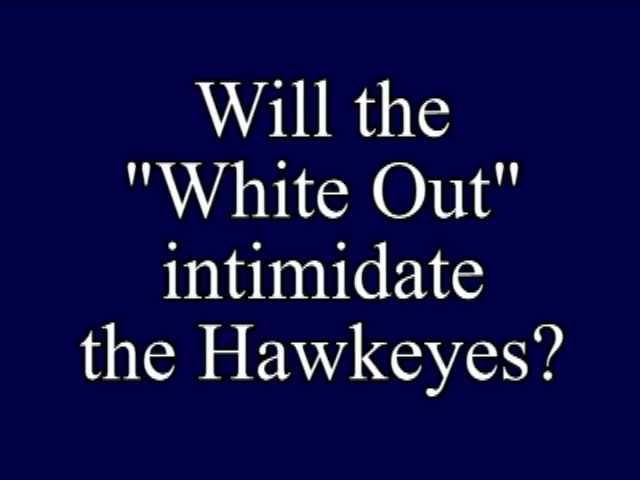 Will the
"White Out"
intimidate
the Hawkeyes?